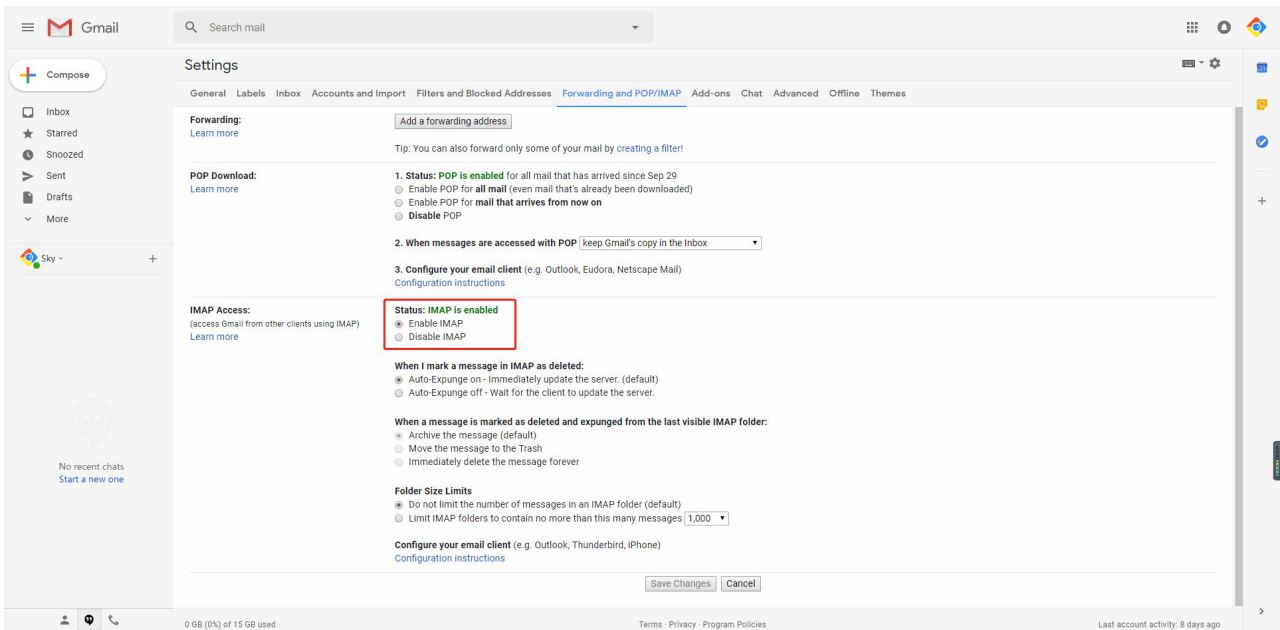 Gmail
Search mail
Compose
Inbox
Starred
Snoozed
Sent
Drafts
More
Sky
No recent chats
Start a new one
Settings
General Labels Inbox Accounts and Import Filters and Blocked Addresses Forwarding and POP/IMAP Add-ons Chat Advanced Offline Themes
Forwarding:
Learn more
Add a forwarding address
Tip: You can also forward only some of your mail by creating a filter!
POP Download:
Learn more
1. Status: POP is enabled for all mail that has arrived since Sep 29
Enable POP for all mail (even mail that's already been downloaded)
Enable POP for mail that arrives from now on
Disable POP
2. When messages are accessed with POP keep Gmail's copy in the Inbox
3. Configure your email client (e.g. Outlook, Eudora, Netscape Mail)
Configuration instructions
IMAP Access:
(access Gmail from other clients using IMAP)
Learn more
Status: IMAP is enabled
Enable IMAP
Disable IMAP
When I mark a message in IMAP as deleted:
Auto-Expunge on - Immediately update the server. (default)
Auto-Expunge off - Wait for the client to update the server.
When a message is marked as deleted and expunged from the last visible IMAP folder:
Archive the message (default)
Move the message to the Trash
Immediately delete the message forever
Folder Size Limits
Do not limit the number of messages in an IMAP folder (default)
Limit IMAP folders to contain no more than this many messages 1,000
Configure your email client (e.g. Outlook, Thunderbird, iPhone)
Configuration instructions
Save Changes Cancel
0 GB (0%) of 15 GB used
Terms · Privacy · Program Policies
Last account activity: 8 days ago
31